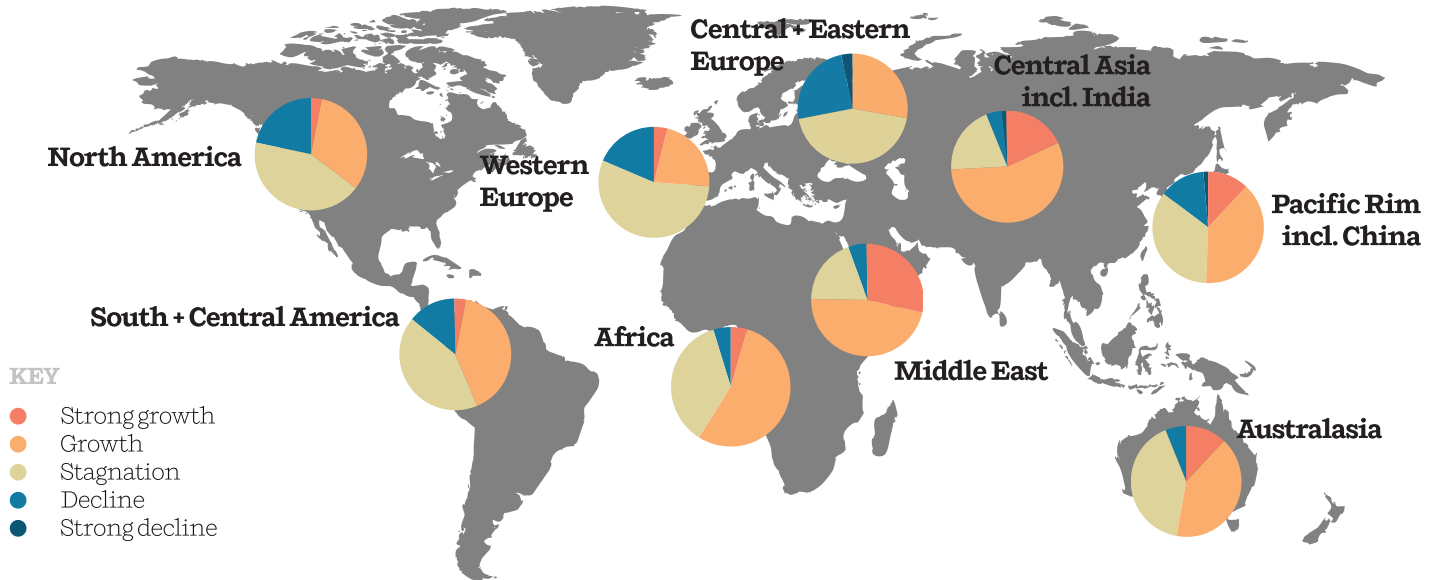 Central + Eastern
Europe
Central Asia
incl. India
North America
Western
Europe
Pacific Rim
incl. China
South + Central America
Africa
Middle East
KEY
Strong growth
Growth
Stagnation
Decline
Strong decline
Australasia